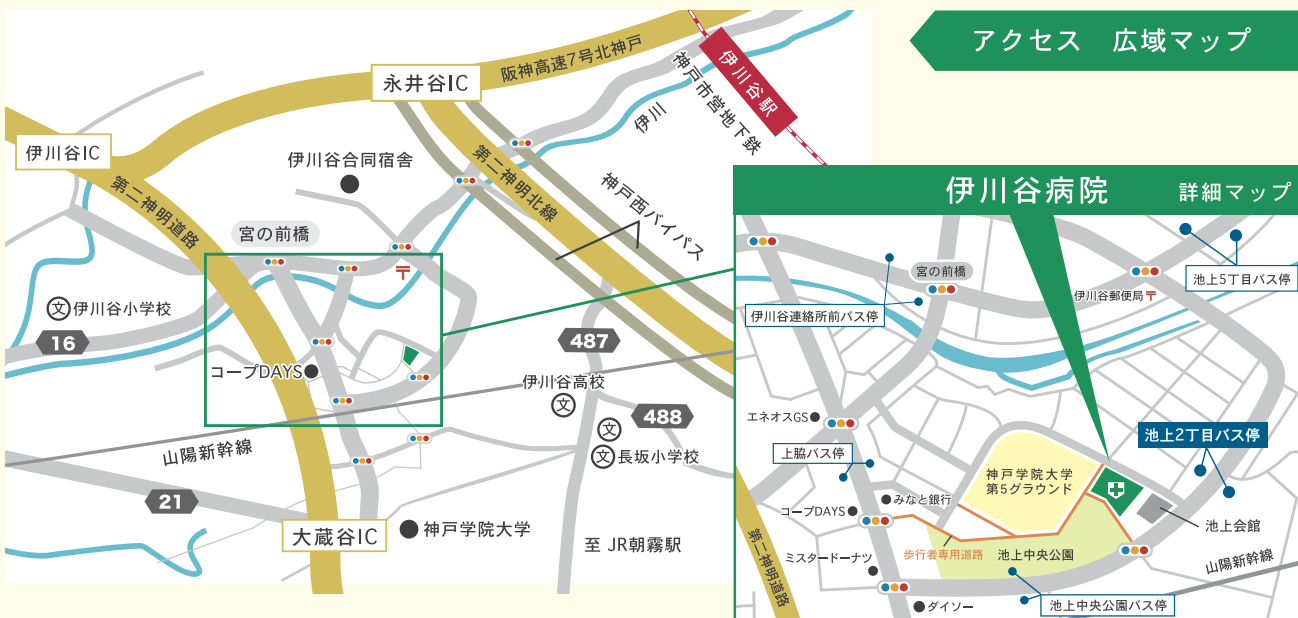 アクセス 広域マップ
阪神高速7号北神戸
伊川谷駅
神戸市営地下鉄
永井谷IC
伊川
伊川谷IC
伊川谷合同宿舎
第二神明道路
第二神明北線
神戸西バイパス
宮の前橋
〒
文
伊川谷小学校
16
487
コープDAYS
伊川谷高校
文
488
文
文
長坂小学校
山陽新幹線
21
大蔵谷IC
神戸学院大学
至 JR朝霧駅
伊川谷病院
詳細マップ
宮の前橋
池上5丁目バス停
伊川谷郵便局〒
伊川谷連絡所前バス停
エネオスGS
池上2丁目バス停
上脇バス停
神戸学院大学
第5グラウンド
みなと銀行
コープDAYS
池上会館
歩行者専用道路
池上中央公園
ミスタードーナツ
山陽新幹線
第二神明道路
ダイソー
池上中央公園バス停